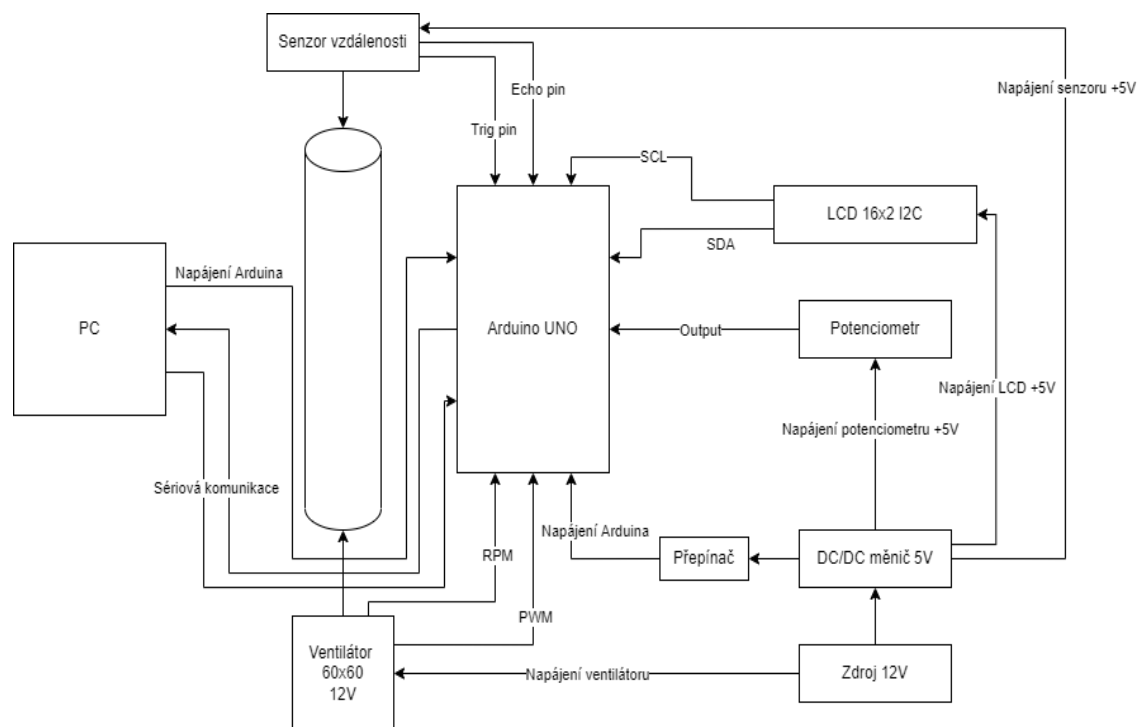 Senzor vzdálenosti
Echo pin
Trig pin
Napájení senzoru +5V
SCL
LCD 16x2 I2C
SDA
Napájení Arduina
PC
Arduino UNO
Output
Potenciometr
Napájení LCD +5V
Napájení potenciometru +5V
Sériová komunikace
Napájení Arduina
RPM
Přepínač
DC/DC měnič 5V
PWM
Ventilátor
60x60
12V
Napájení ventilátoru
Zdroj 12V